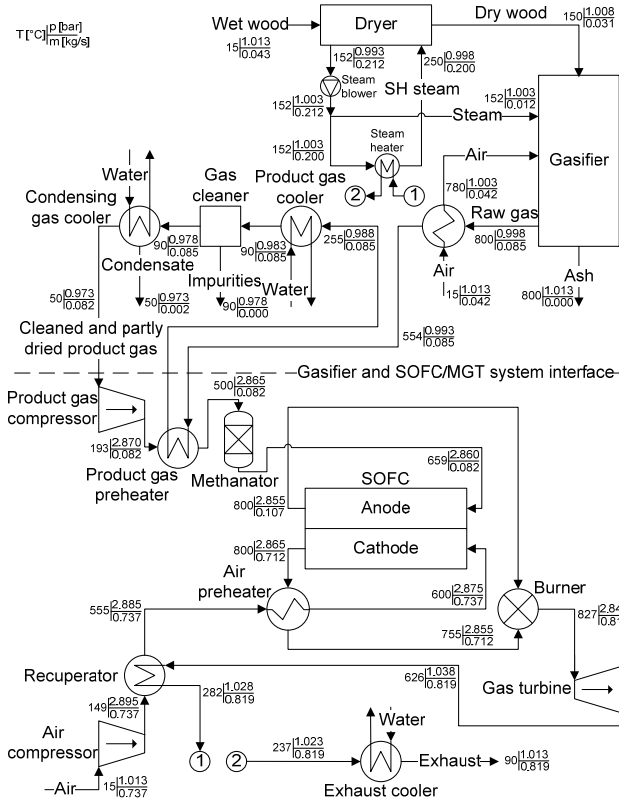 Wet wood
Dryer
Dry wood
150|1.008
0.031
T[°C]|p[bar]
m[kg/s]
15|1.013
0.043
152|0.993
0.212
250|0.998
0.200
Steam
blower
SH steam
152|1.003
0.212
152|1.003
0.012
Steam
152|1.003
0.200
Steam
heater
Air
Gasifier
2
1
780|1.003
0.042
Water
Condensing
gas cooler
Gas
cleaner
Product gas
cooler
Raw gas
90|0.978
0.085
90|0.983
0.085
255|0.988
0.085
800|0.998
0.085
Condensate
Impurities
Water
Air
Ash
50|0.973
0.082
50|0.973
0.002
90|0.978
0.000
15|1.013
0.042
800|1.013
0.000
Cleaned and partly
dried product gas
554|0.993
0.085
Gasifier and SOFC/MGT system interface
Product gas
compressor
500|2.865
0.082
193|2.870
0.082
Product gas
preheater
Methanator
659|2.860
0.082
SOFC
800|2.855
0.107
Anode
800|2.865
0.712
Cathode
Air
preheater
600|2.875
0.737
Burner
555|2.885
0.737
755|2.855
0.712
Recuperator
282|1.028
0.819
626|1.038
0.819
Gas turbine
149|2.895
0.737
Air
compressor
Water
1
2
237|1.023
0.819
Exhaust
90|1.013
0.819
Air
15|1.013
0.737
Exhaust cooler